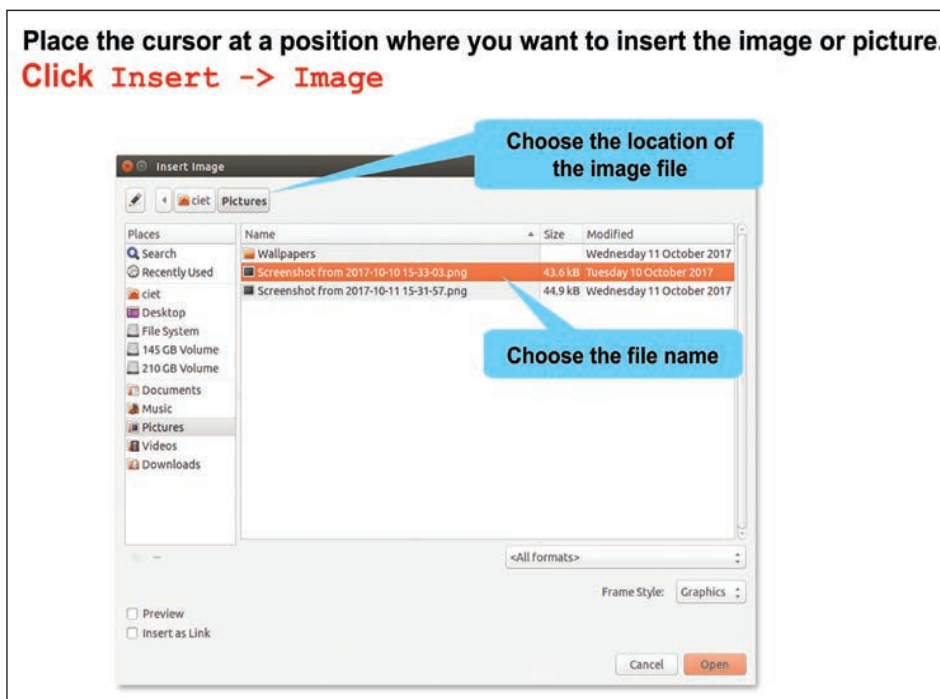 Place the cursor at a position where you want to insert the image or picture.
Click Insert -> Image
Choose the location of
the image file
Insert Image
ciet Pictures
Places Name Size Modified
Search Wallpapers Wednesday 11 October 2017
Recently Used Screenshot from 2017-10-10 15-33-03.png 43.6 kB Tuesday 10 October 2017
ciet Screenshot from 2017-10-11 15-31-57.png 44.9 kB Wednesday 11 October 2017
Desktop
File System
145 GB Volume
210 GB Volume
Choose the file name
Documents
Music
Pictures
Videos
Downloads
<All formats>
Frame Style: Graphics
Preview
Insert as Link
Cancel Open